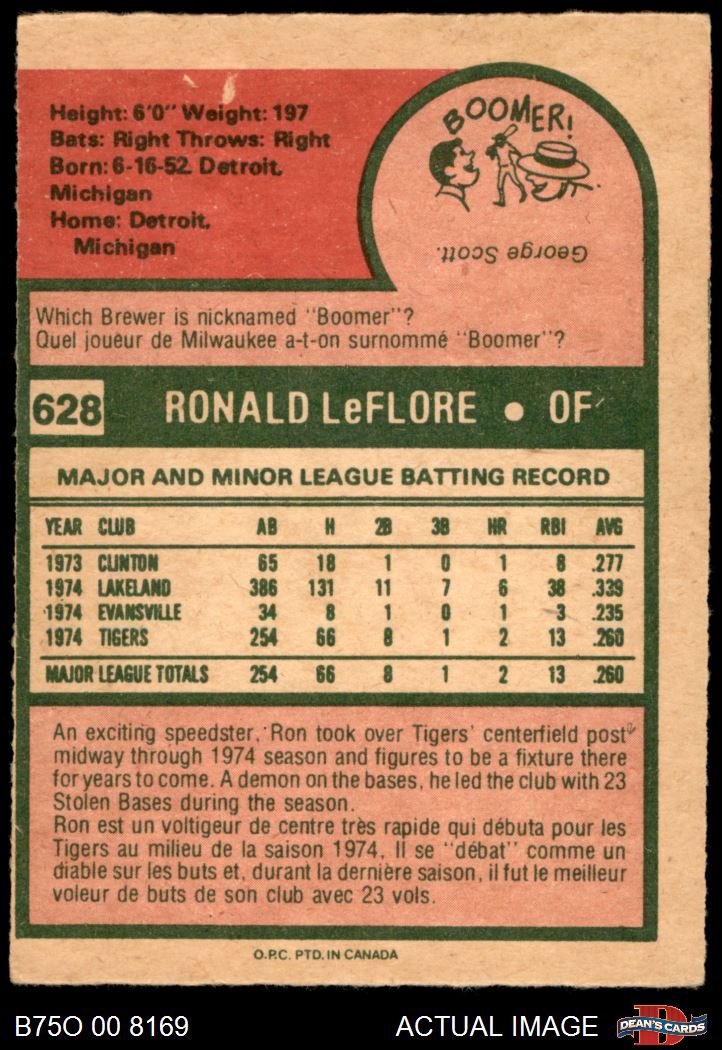 Height: 6'0" Weight: 197
Bats: Right Throws: Right
Born: 6-16-52 Detroit,
Michigan
Home: Detroit,
Michigan
BOOMER!
George Scott.
Which Brewer is nicknamed "Boomer"?
Quel joueur de Milwaukee a-t-on surnommé "Boomer"?
628 RONALD LeFLORE • OF
MAJOR AND MINOR LEAGUE BATTING RECORD
YEAR CLUB AB H 2B 3B HR RBI AVG
1973 CLINTON 65 18 1 0 1 8 .277
1974 LAKELAND 386 131 11 7 6 38 .339
1974 EVANSVILLE 34 8 1 0 1 3 .235
1974 TIGERS 254 66 8 1 2 13 .260
MAJOR LEAGUE TOTALS 254 66 8 1 2 13 .260
An exciting speedster, Ron took over Tigers' centerfield post
midway through 1974 season and figures to be a fixture there
for years to come. A demon on the bases, he led the club with 23
Stolen Bases during the season.
Ron est un voltigeur de centre très rapide qui débuta pour les
Tigers au milieu de la saison 1974. Il se "débat" comme un
diable sur les buts et, durant la dernière saison, il fut le meilleur
voleur de buts de son club avec 23 vols.
O.P.C. PTD. IN CANADA
B75O 00 8169 ACTUAL IMAGE D DEAN'S CARDS